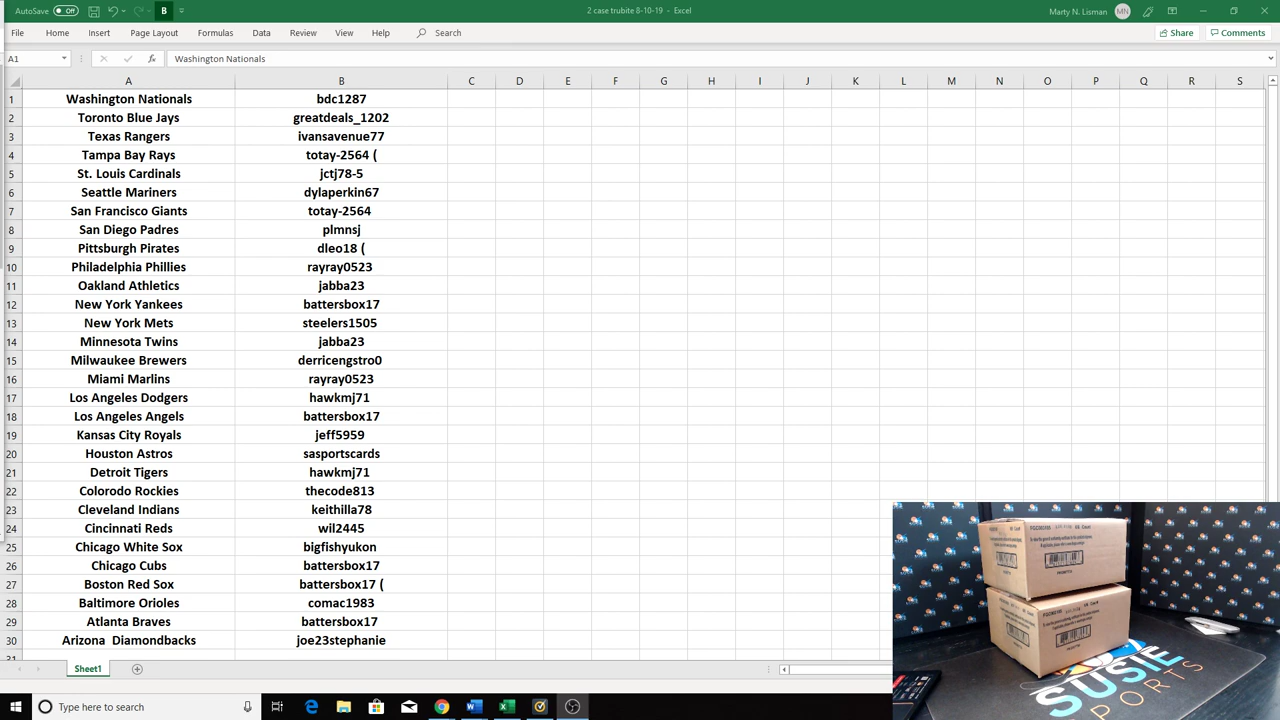 AutoSave Off
2 case trubite 8-10-19 - Excel
Marty N. Lisman MN
File Home Insert Page Layout Formulas Data Review View Help Search
Share Comments
A1 fx Washington Nationals
A B C D E F G H I J K L M N O P Q R S
1 Washington Nationals bdc1287
2 Toronto Blue Jays greatdeals_1202
3 Texas Rangers ivansavenue77
4 Tampa Bay Rays totay-2564 (
5 St. Louis Cardinals jctj78-5
6 Seattle Mariners dylaperkin67
7 San Francisco Giants totay-2564
8 San Diego Padres plmnsj
9 Pittsburgh Pirates dleo18 (
10 Philadelphia Phillies rayray0523
11 Oakland Athletics jabba23
12 New York Yankees battersbox17
13 New York Mets steelers1505
14 Minnesota Twins jabba23
15 Milwaukee Brewers derricengstro0
16 Miami Marlins rayray0523
17 Los Angeles Dodgers hawkmj71
18 Los Angeles Angels battersbox17
19 Kansas City Royals jeff5959
20 Houston Astros sasportscards
21 Detroit Tigers hawkmj71
22 Colorodo Rockies thecode813
23 Cleveland Indians keithilla78
24 Cincinnati Reds wil2445
25 Chicago White Sox bigfishyukon
26 Chicago Cubs battersbox17
27 Boston Red Sox battersbox17 (
28 Baltimore Orioles comac1983
29 Atlanta Braves battersbox17
30 Arizona  Diamondbacks joe23stephanie
Sheet1
SUSIE
SPORTS
Type here to search